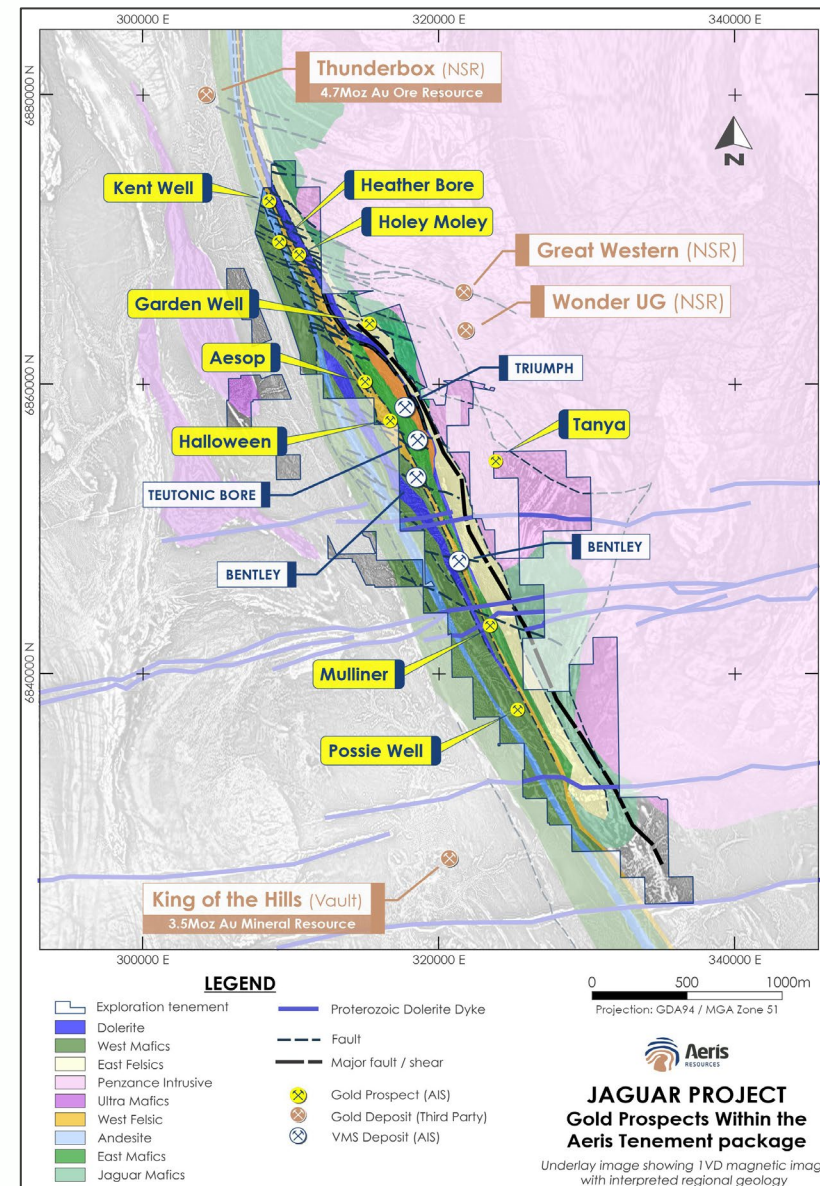 300000 E
320000 E
340000 E
6880000 N
6860000 N
6840000 N
Thunderbox (NSR)
4.7Moz Au Ore Resource
N
Kent Well
Heather Bore
Holey Moley
Great Western (NSR)
Garden Well
Wonder UG (NSR)
Aesop
TRIUMPH
Halloween
Tanya
TEUTONIC BORE
BENTLEY
BENTLEY
Mulliner
Possie Well
King of the Hills (Vault)
3.5Moz Au Mineral Resource
300000 E
320000 E
340000 E
LEGEND
Exploration tenement
Dolerite
West Mafics
East Felsics
Penzance Intrusive
Ultra Mafics
West Felsic
Andesite
East Mafics
Jaguar Mafics
Proterozoic Dolerite Dyke
Fault
Major fault / shear
Gold Prospect (AIS)
Gold Deposit (Third Party)
VMS Deposit (AIS)
0 500 1000m
Projection: GDA94 / MGA Zone 51
Aeris
RESOURCES
JAGUAR PROJECT
Gold Prospects Within the
Aeris Tenement package
Underlay image showing 1VD magnetic imag
with interpreted regional geology